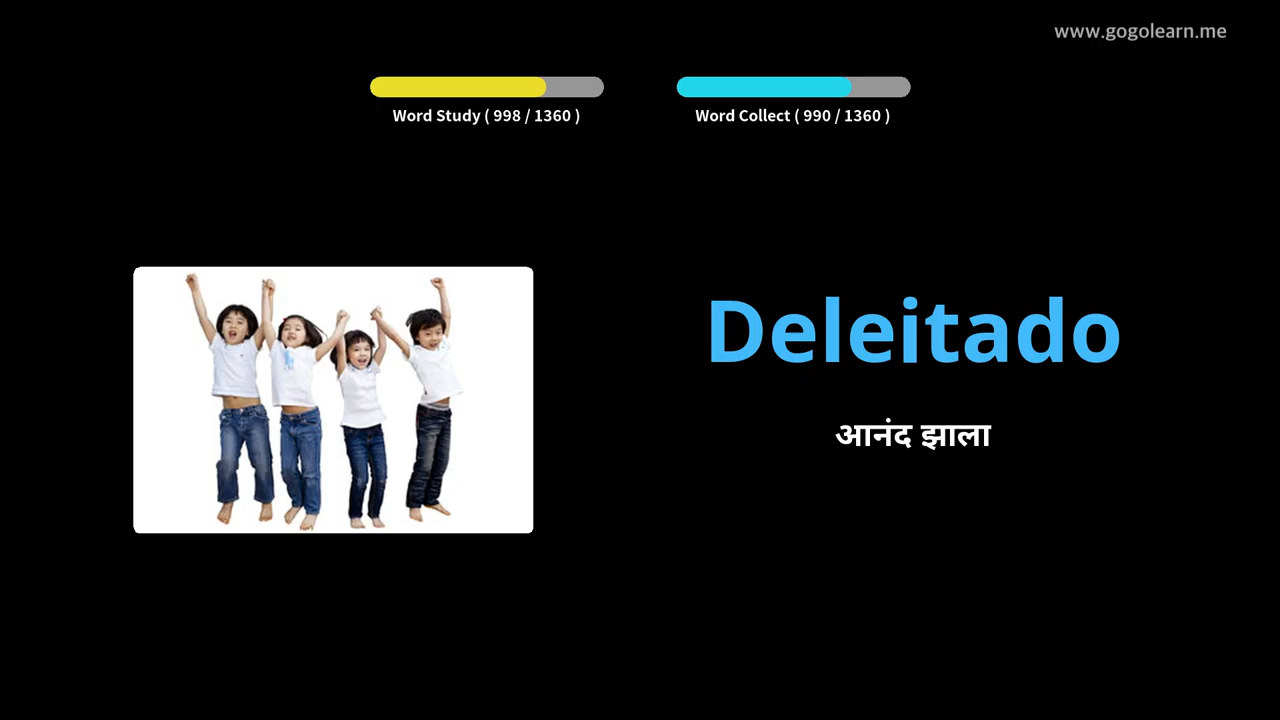 www.gogolearn.me
Word Study ( 998 / 1360 )
Word Collect ( 990 / 1360 )
Deleitado
आनंद झाला